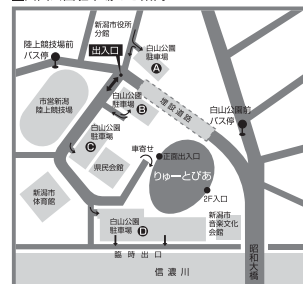 新潟市役所
分館
陸上競技場前
バス停
出入口
白山公園
駐車場
A
白山公園
駐車場
B
市営新潟
陸上競技場
埋設道路
白山公園前
バス停
白山公園
駐車場
C
車寄せ
正面出入口
県民会館
りゅーとぴあ
新潟市
体育館
2F入口
白山公園
駐車場
D
新潟市
音楽文化
会館
臨時出口
信濃川
昭和大橋